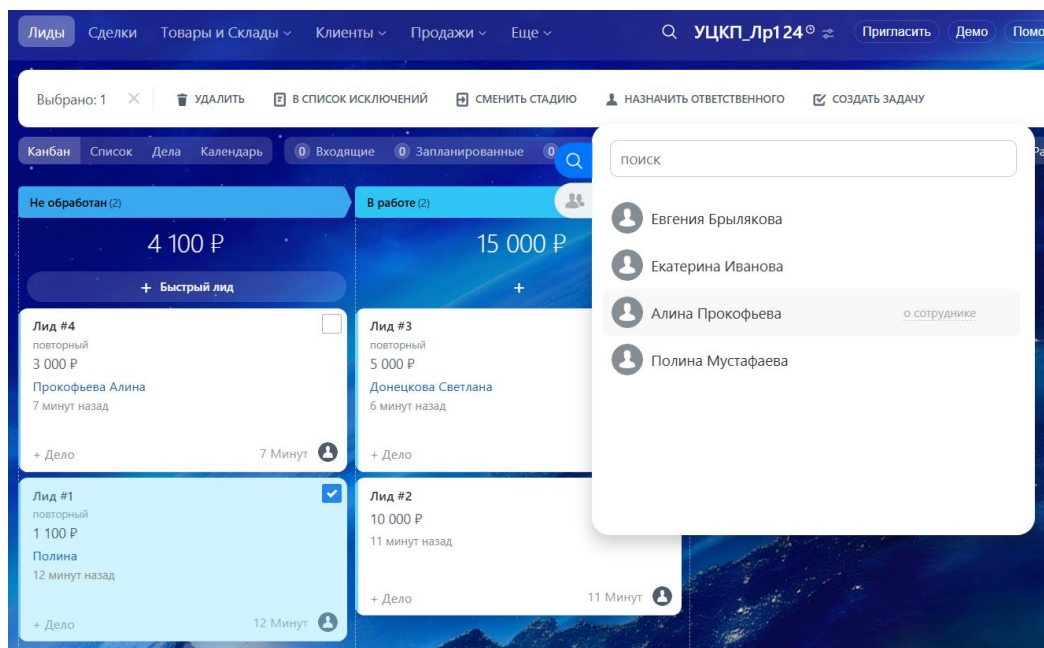 Лиды Сделки Товары и Склады Клиенты Продажи Еще УЦКП_Лр124 Пригласить Демо
Выбрано: 1 УДАЛИТЬ В СПИСОК ИСКЛЮЧЕНИЙ СМЕНИТЬ СТАДИЮ НАЗНАЧИТЬ ОТВЕТСТВЕННОГО СОЗДАТЬ ЗАДАЧУ
Канбан Список Дела Календарь 0 Входящие 0 Запланированные 0
Не обработан (2)
4 100 ₽
+ Быстрый лид
Лид #4
повторный
3 000 ₽
Прокофьева Алина
7 минут назад
+ Дело 7 Минут
Лид #1
повторный
1 100 ₽
Полина
12 минут назад
+ Дело 12 Минут
В работе (2)
15 000 ₽
+
Лид #3
повторный
5 000 ₽
Донецкова Светлана
6 минут назад
+ Дело
Лид #2
10 000 ₽
11 минут назад
+ Дело 11 Минут
поиск
Евгения Брылякова
Екатерина Иванова
Алина Прокофьева о сотруднике
Полина Мустафаева